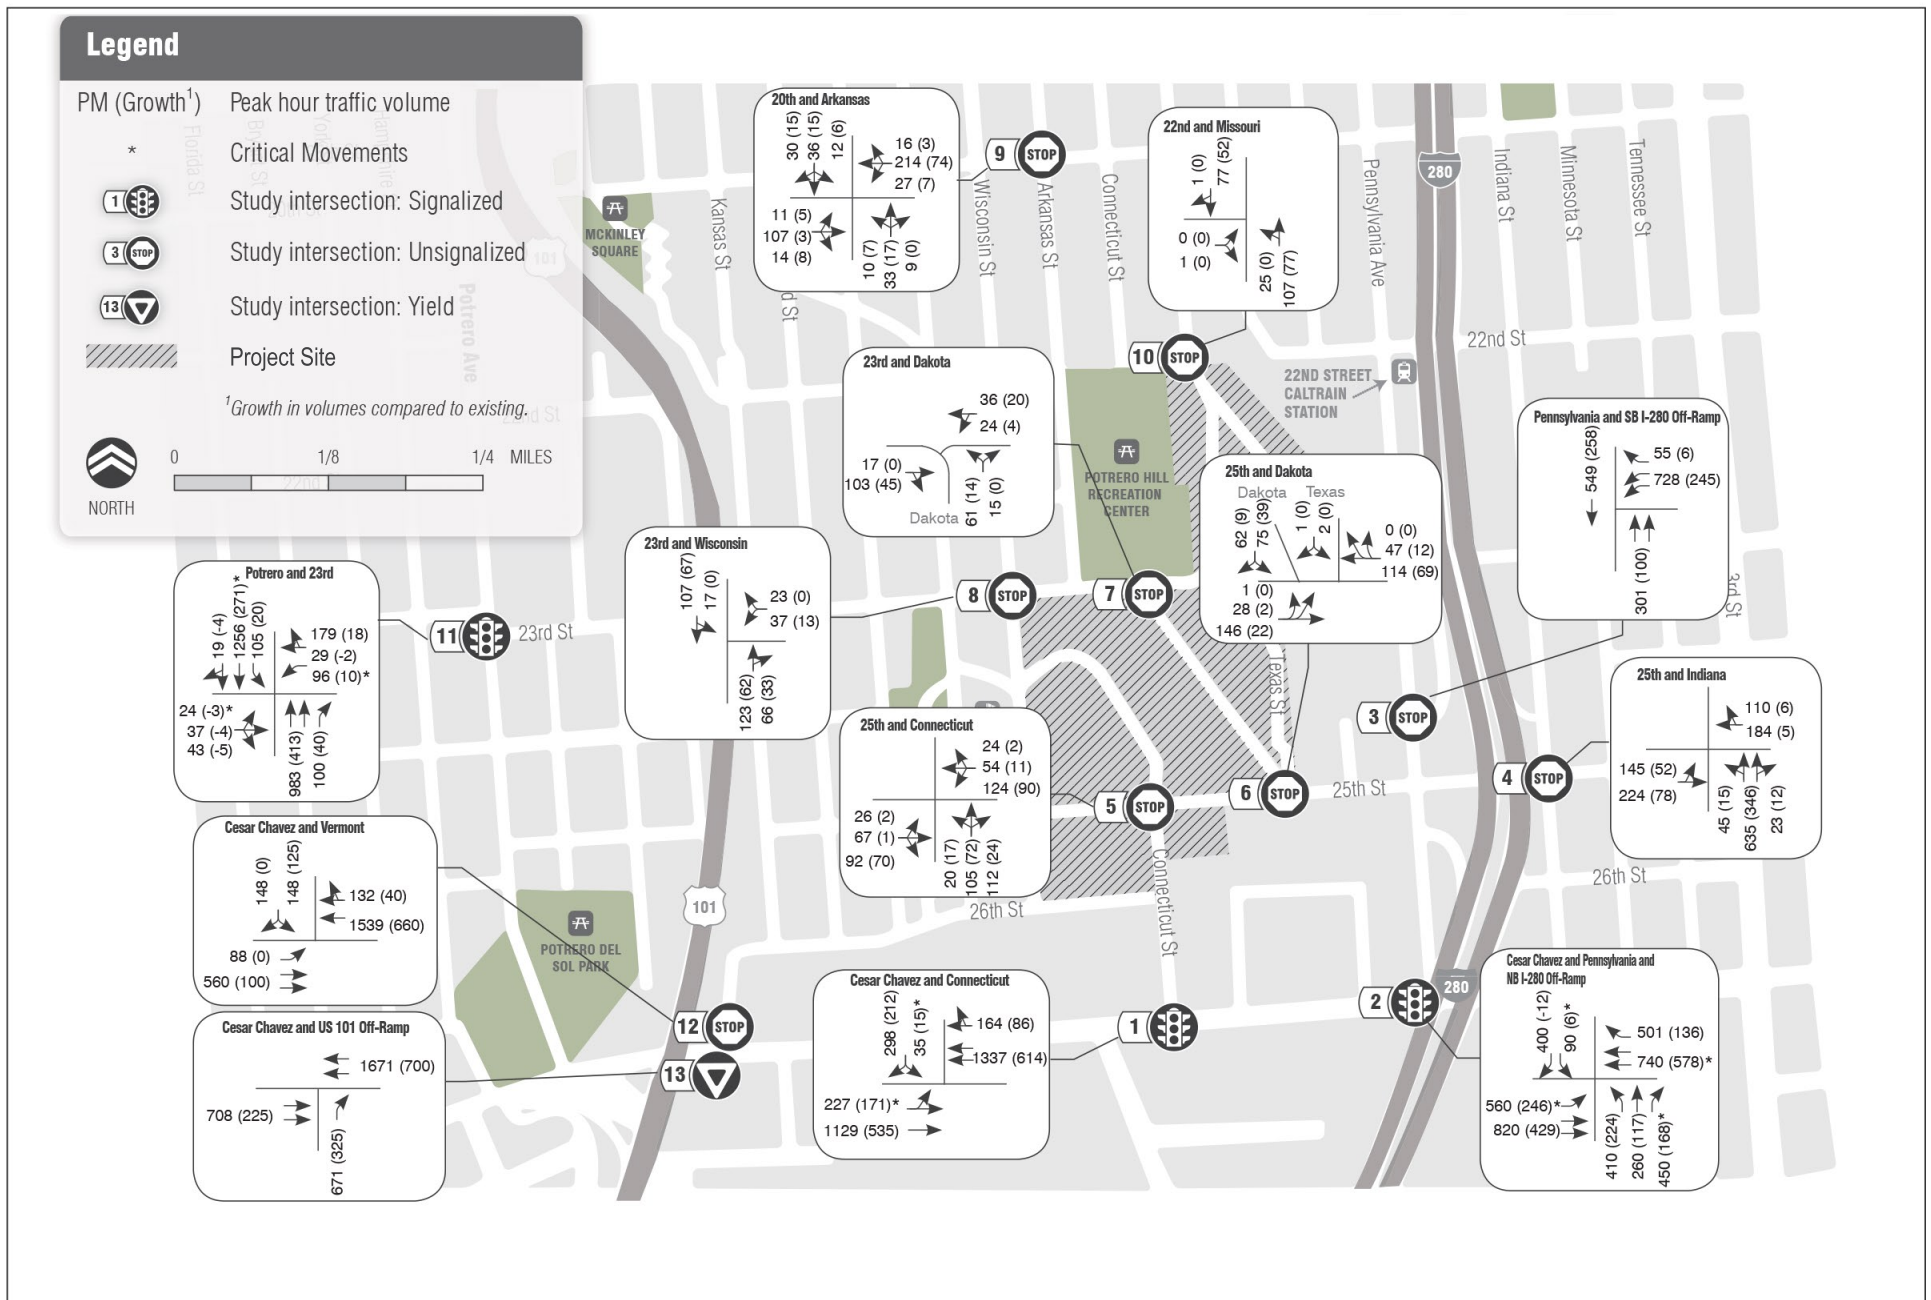 Legend
PM (Growth¹) Peak hour traffic volume
* Critical Movements
1 Study intersection: Signalized
3 STOP Study intersection: Unsignalized
13 Study intersection: Yield
Project Site
¹Growth in volumes compared to existing.
NORTH
0 1/8 1/4 MILES
Florida St
Potrero Ave
22nd St
101
MCKINLEY
SQUARE
Kansas St
Wisconsin St
Arkansas St
Connecticut St
Pennsylvania Ave
280
Indiana St
Minnesota St
Tennessee St
22nd St
22ND STREET
CALTRAIN
STATION
POTRERO HILL
RECREATION
CENTER
23rd St
Texas St
25th St
26th St
26th St
Connecticut St
3rd St
101
280
POTRERO DEL
SOL PARK
20th and Arkansas
30 (15)
36 (15)
12 (6)
16 (3)
214 (74)
27 (7)
11 (5)
107 (3)
14 (8)
10 (7)
33 (17)
9 (0)
9 STOP
22nd and Missouri
1 (0)
77 (52)
0 (0)
1 (0)
25 (0)
107 (77)
10 STOP
23rd and Dakota
36 (20)
24 (4)
17 (0)
103 (45)
Dakota
61 (14)
15 (0)
7 STOP
25th and Dakota
Dakota Texas
62 (9)
75 (39)
1 (0)
2 (0)
0 (0)
47 (12)
114 (69)
1 (0)
28 (2)
146 (22)
6 STOP
Pennsylvania and SB I-280 Off-Ramp
549 (258)
55 (6)
728 (245)
301 (100)
3 STOP
23rd and Wisconsin
107 (67)
17 (0)
23 (0)
37 (13)
123 (62)
66 (33)
8 STOP
Potrero and 23rd
19 (-4)
1256 (271)*
105 (20)
179 (18)
29 (-2)
96 (10)*
24 (-3)*
37 (-4)
43 (-5)
983 (413)
100 (40)
11
25th and Indiana
110 (6)
184 (5)
145 (52)
224 (78)
45 (15)
635 (346)
23 (12)
4 STOP
25th and Connecticut
24 (2)
54 (11)
124 (90)
26 (2)
67 (1)
92 (70)
20 (17)
105 (72)
112 (24)
5 STOP
Cesar Chavez and Vermont
148 (0)
148 (125)
132 (40)
1539 (660)
88 (0)
560 (100)
12 STOP
Cesar Chavez and US 101 Off-Ramp
1671 (700)
708 (225)
671 (325)
13
Cesar Chavez and Connecticut
298 (212)
35 (15)*
164 (86)
1337 (614)
227 (171)*
1129 (535)
1
Cesar Chavez and Pennsylvania and
NB I-280 Off-Ramp
400 (-12)
90 (6)*
501 (136)
740 (578)*
560 (246)*
820 (429)
410 (224)
260 (117)
450 (168)*
2